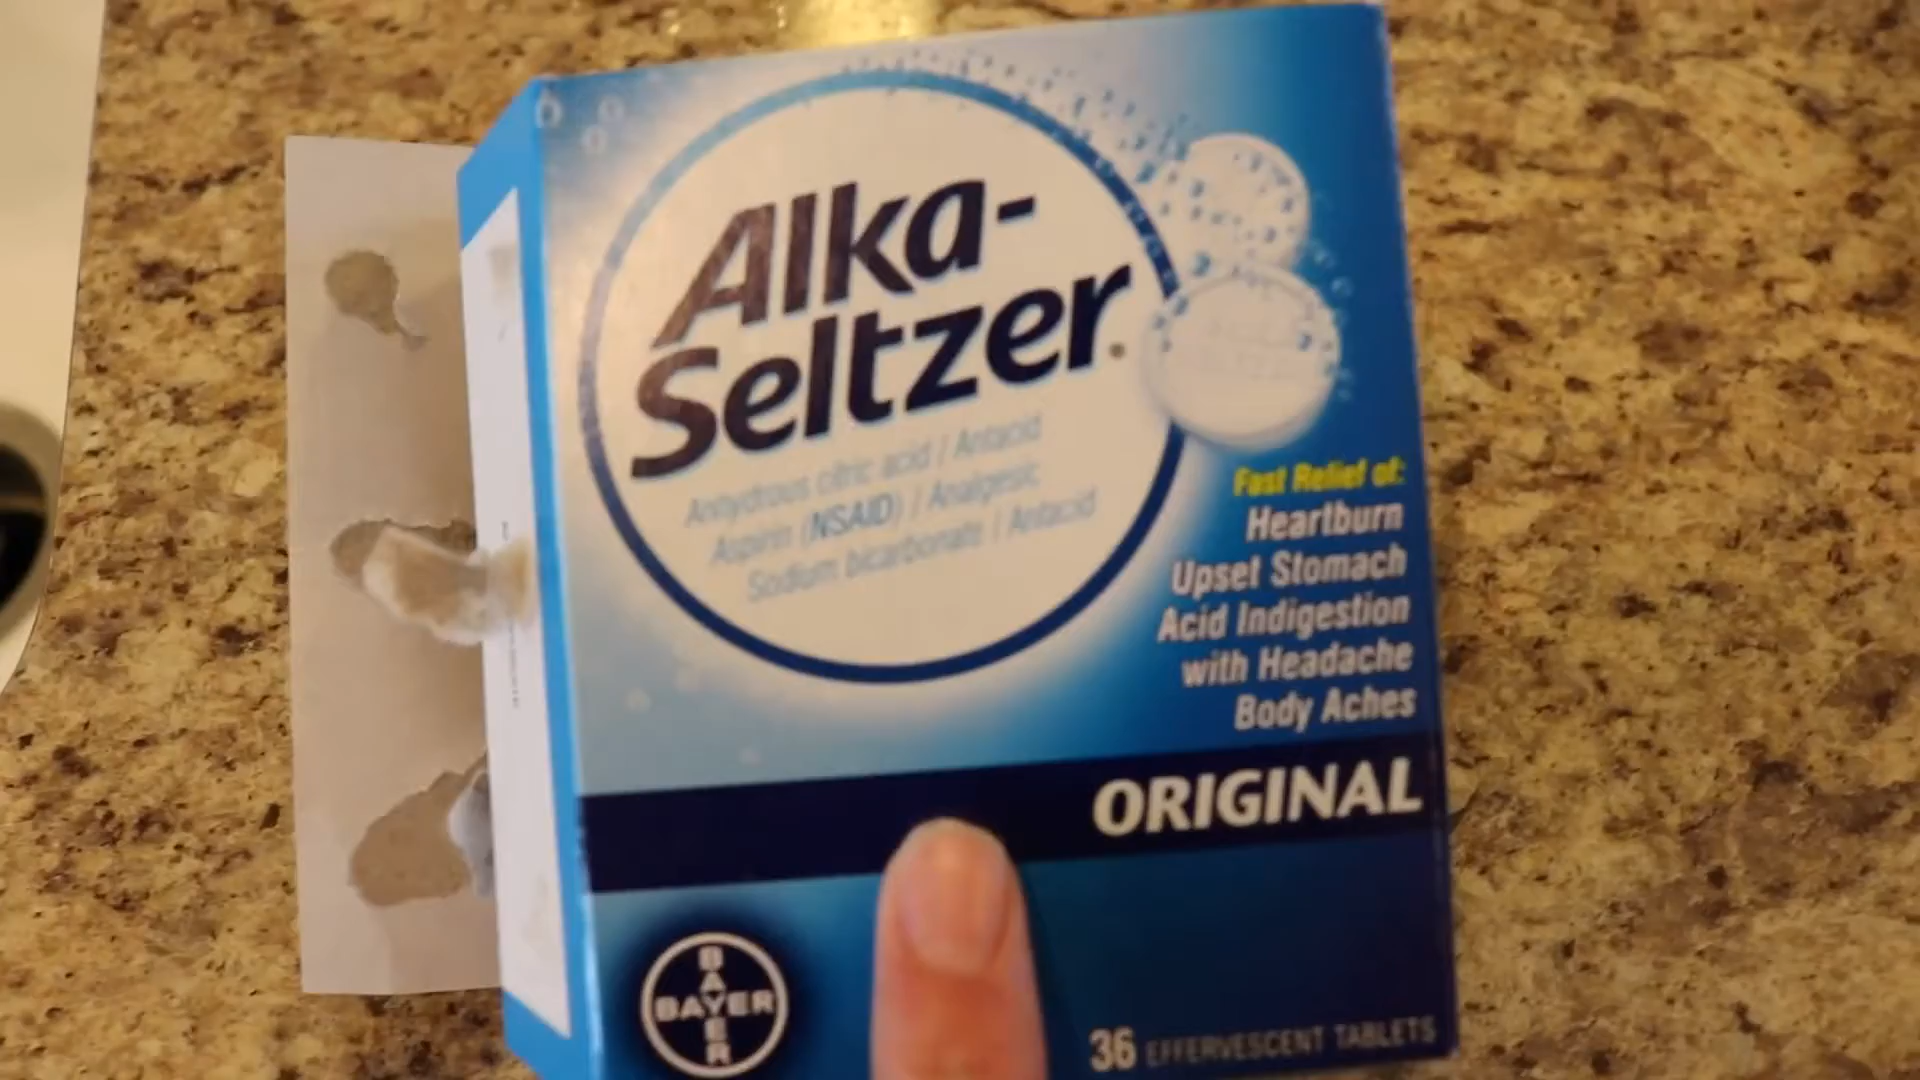 Alka-
Seltzer
Anhydrous citric acid / Antacid
Aspirin (NSAID) / Analgesic
Sodium bicarbonate / Antacid
Fast Relief of:
Heartburn
Upset Stomach
Acid Indigestion
with Headache
Body Aches
ORIGINAL
BAYER
BAYER
36 EFFERVESCENT TABLETS